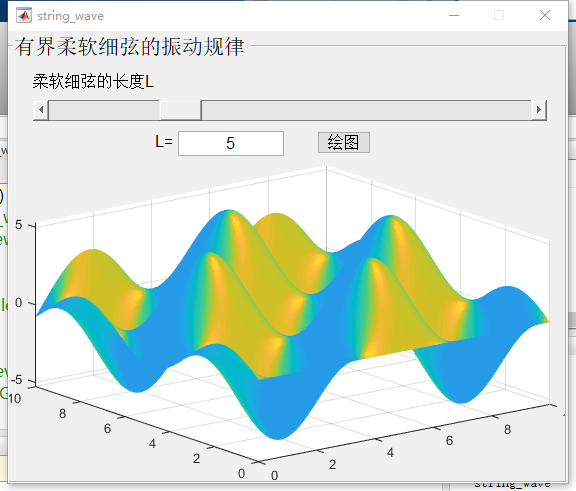 string_wave
有界柔软细弦的振动规律
柔软细弦的长度L
L= 5 绘图
5
0
-5
10 8 6 4 2 0
0 2 4 6 8
string_wave